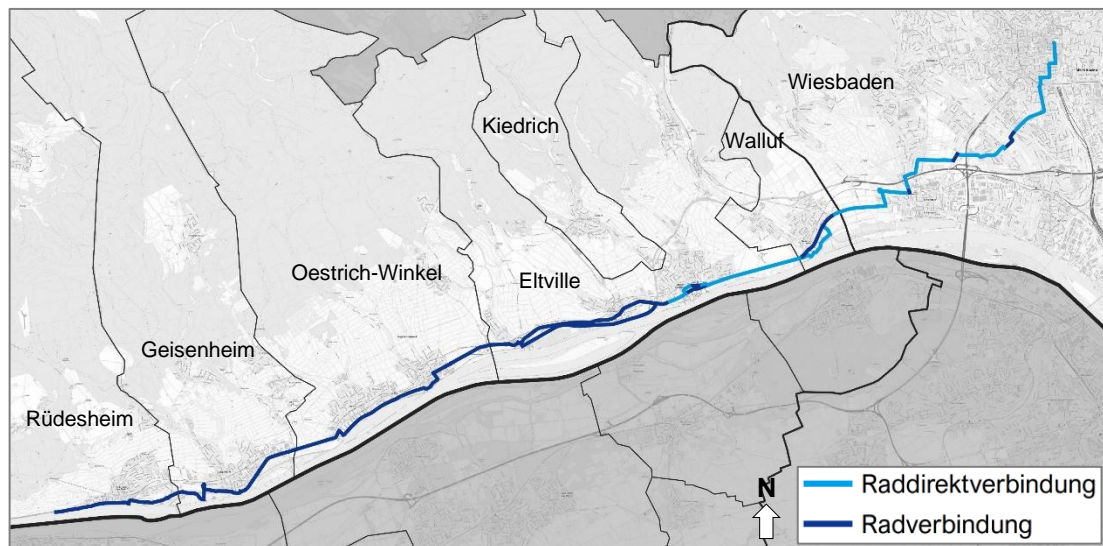 Wiesbaden
Kiedrich
Walluf
Oestrich-Winkel
Eltville
Geisenheim
Rüdesheim
N
Raddirektverbindung
Radverbindung